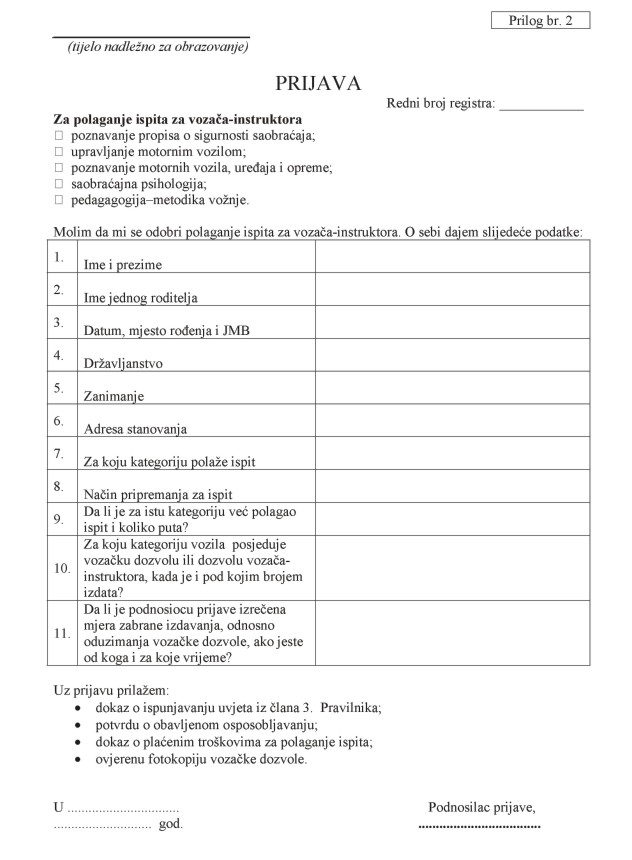 Prilog br. 2
(tijelo nadležno za obrazovanje)
PRIJAVA
Redni broj registra: ____________
Za polaganje ispita za vozača-instruktora
□ poznavanje propisa o sigurnosti saobraćaja;
□ upravljanje motornim vozilom;
□ poznavanje motornih vozila, uređaja i opreme;
□ saobraćajna psihologija;
□ pedagagogija–metodika vožnje.
Molim da mi se odobri polaganje ispita za vozača-instruktora. O sebi dajem slijedeće podatke:
1. Ime i prezime
2. Ime jednog roditelja
3. Datum, mjesto rođenja i JMB
4. Državljanstvo
5. Zanimanje
6. Adresa stanovanja
7. Za koju kategoriju polaže ispit
8. Način pripremanja za ispit
9. Da li je za istu kategoriju već polagao
ispit i koliko puta?
10. Za koju kategoriju vozila posjeduje
vozačku dozvolu ili dozvolu vozača-
instruktora, kada je i pod kojim brojem
izdata?
11. Da li je podnosiocu prijave izrečena
mjera zabrane izdavanja, odnosno
oduzimanja vozačke dozvole, ako jeste
od koga i za koje vrijeme?
Uz prijavu prilažem:
• dokaz o ispunjavanju uvjeta iz člana 3. Pravilnika;
• potvrdu o obavljenom osposobljavanju;
• dokaz o plaćenim troškovima za polaganje ispita;
• ovjerenu fotokopiju vozačke dozvole.
U ................................ Podnosilac prijave,
............................ god. ...................................